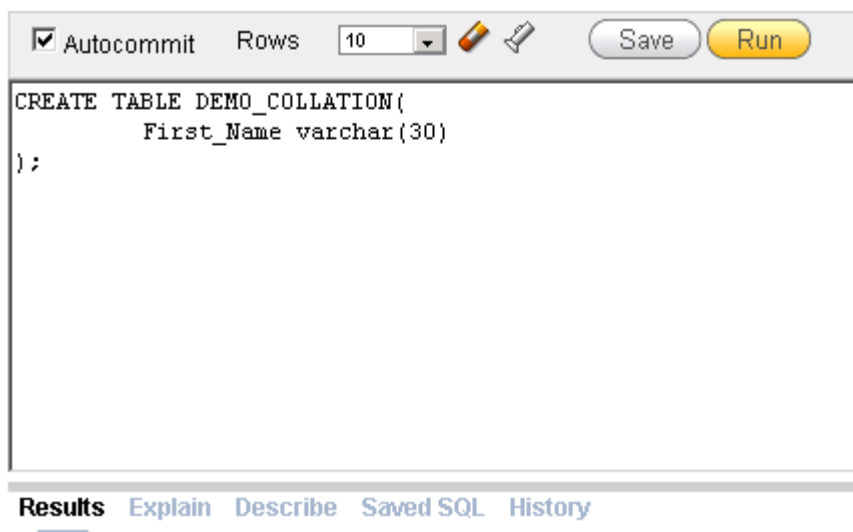 Autocommit Rows 10 Save Run
CREATE TABLE DEMO_COLLATION(
First_Name varchar(30)
);
Results Explain Describe Saved SQL History